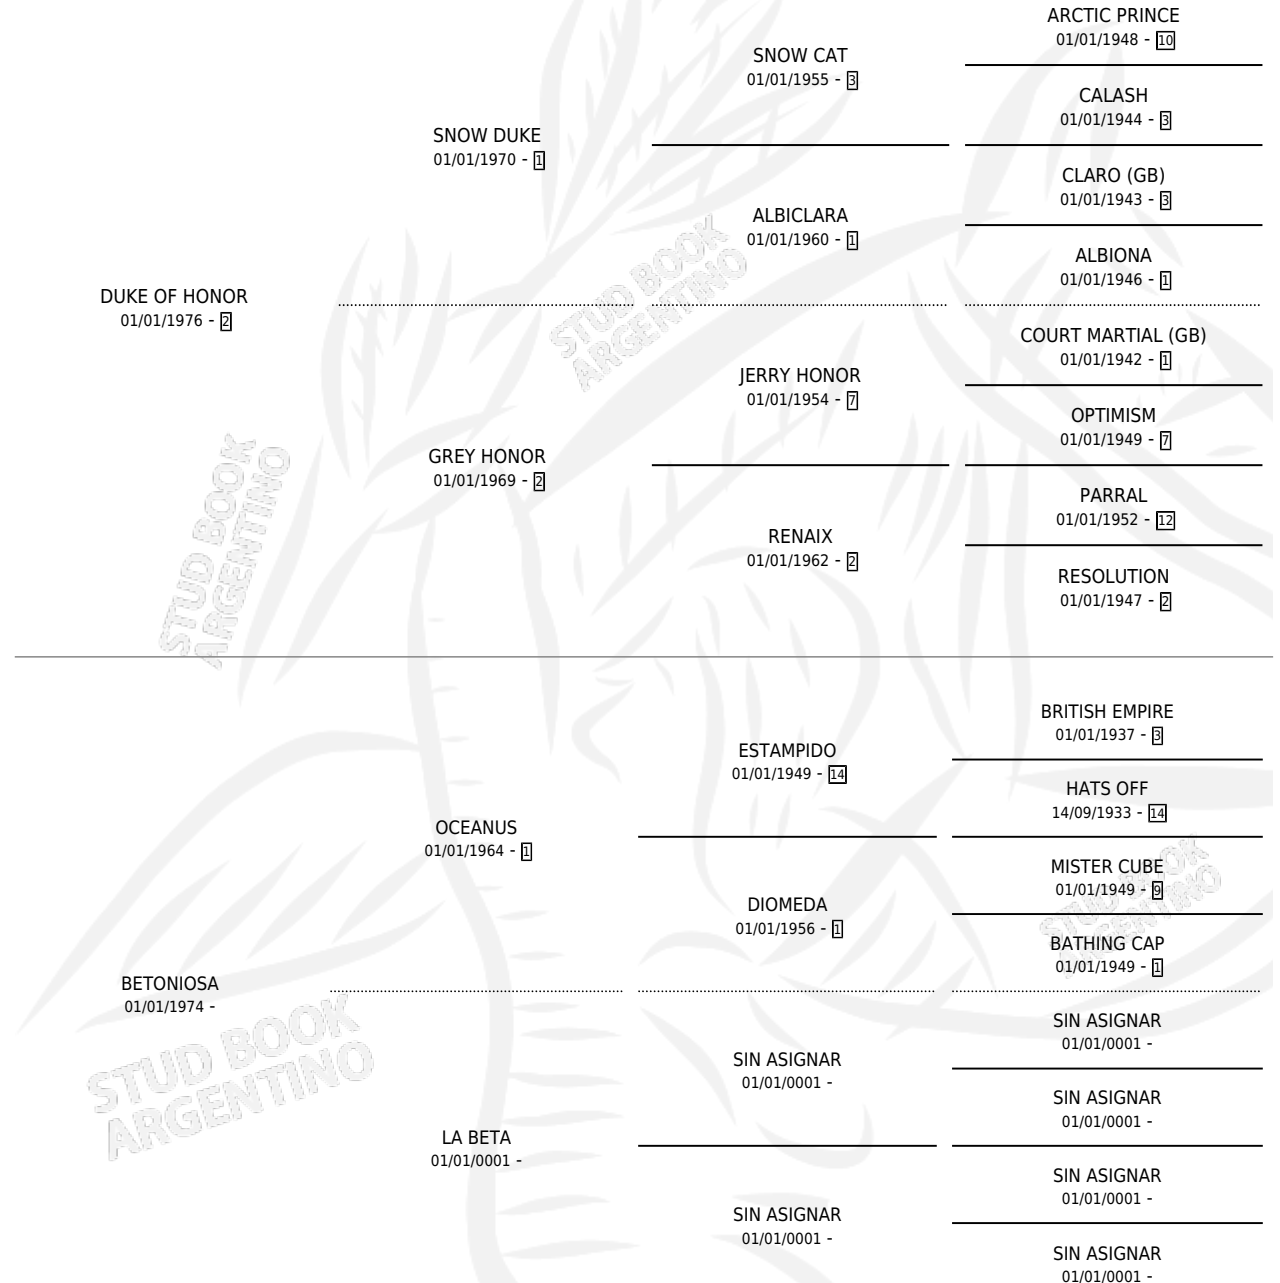 ARCTIC PRINCE
01/01/1948 - 10
SNOW CAT
01/01/1955 - 3
CALASH
01/01/1944 - 3
SNOW DUKE
01/01/1970 - 1
CLARO (GB)
01/01/1943 - 3
ALBICLARA
01/01/1960 - 1
ALBIONA
01/01/1946 - 1
DUKE OF HONOR
01/01/1976 - 2
COURT MARTIAL (GB)
01/01/1942 - 1
JERRY HONOR
01/01/1954 - 7
OPTIMISM
01/01/1949 - 7
GREY HONOR
01/01/1969 - 2
PARRAL
01/01/1952 - 12
RENAIX
01/01/1962 - 2
RESOLUTION
01/01/1947 - 2
STUD BOOK
ARGENTINO
STUD BOOK
ARGENTINO
BRITISH EMPIRE
01/01/1937 - 3
ESTAMPIDO
01/01/1949 - 14
HATS OFF
14/09/1933 - 14
OCEANUS
01/01/1964 - 1
MISTER CUBE
01/01/1949 - 9
DIOMEDA
01/01/1956 - 1
BATHING CAP
01/01/1949 - 1
STUD BOOK
ARGENTINO
BETONIOSA
01/01/1974 -
SIN ASIGNAR
01/01/0001 -
SIN ASIGNAR
01/01/0001 -
SIN ASIGNAR
01/01/0001 -
STUD BOOK
ARGENTINO
LA BETA
01/01/0001 -
SIN ASIGNAR
01/01/0001 -
SIN ASIGNAR
01/01/0001 -
SIN ASIGNAR
01/01/0001 -